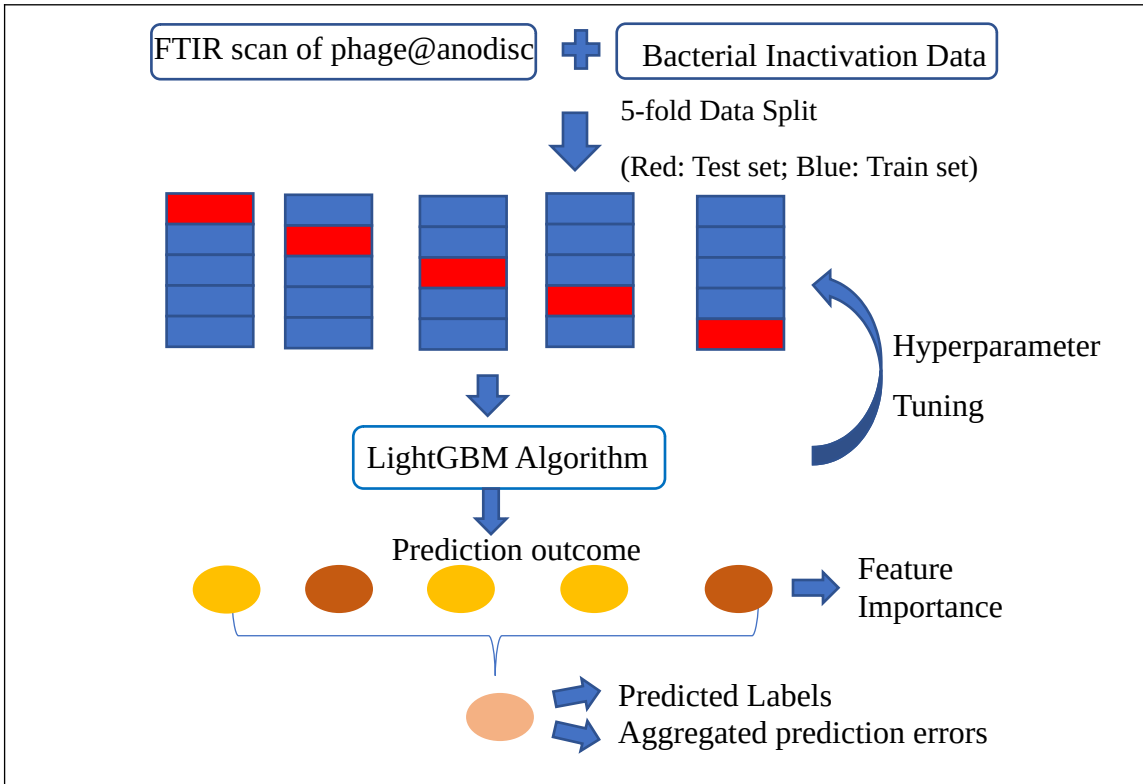 FTIR scan of phage@anodisc
Bacterial Inactivation Data
5-fold Data Split
(Red: Test set; Blue: Train set)
Hyperparameter
Tuning
LightGBM Algorithm
Prediction outcome
Feature
Importance
Predicted Labels
Aggregated prediction errors